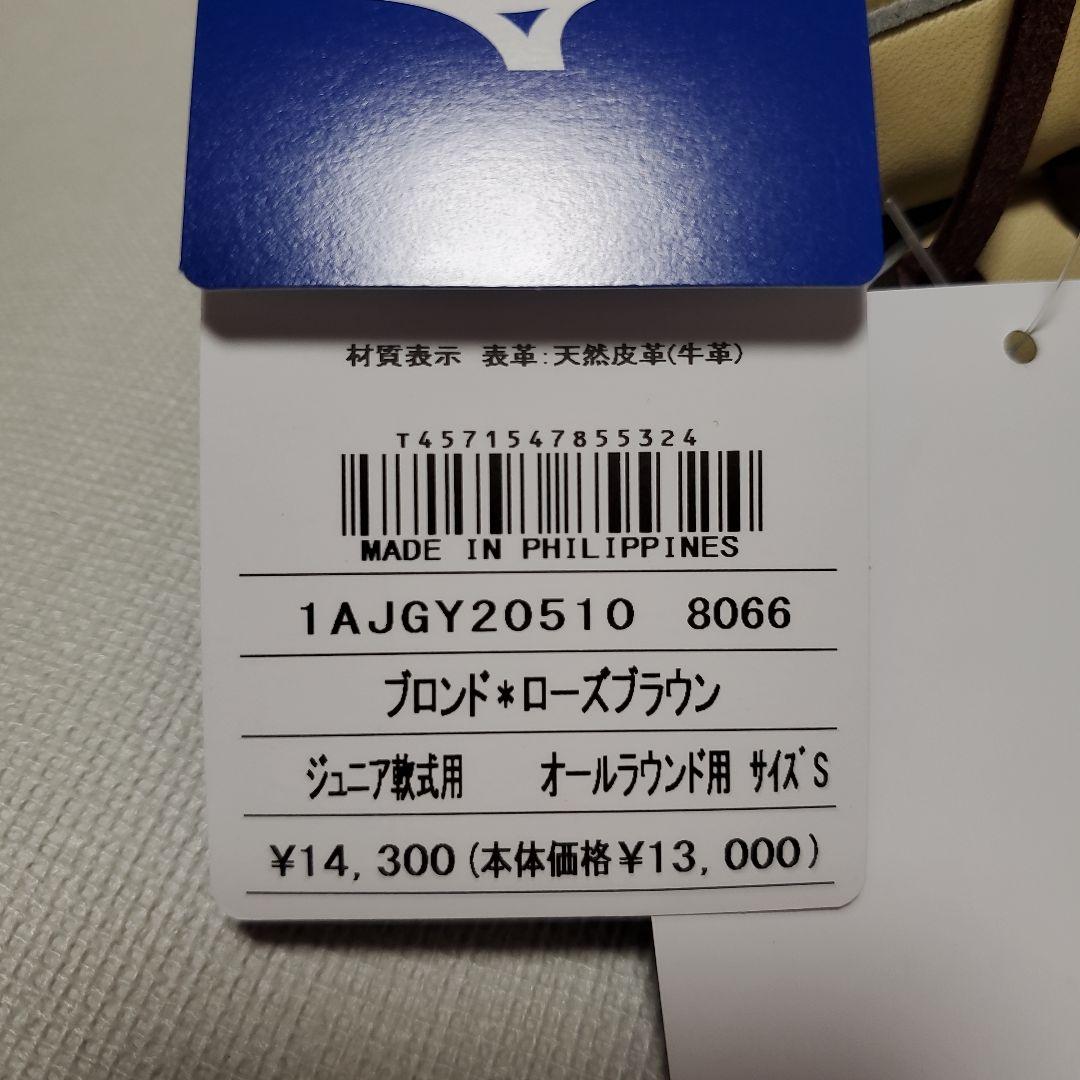 材質表示 表革:天然皮革(牛革)
T4571547855324
MADE IN PHILIPPINES
1AJGY20510 8066
ブロンド*ローズブラウン
ジュニア軟式用 オールラウンド用 サイズS
¥14,300(本体価格¥13,000)